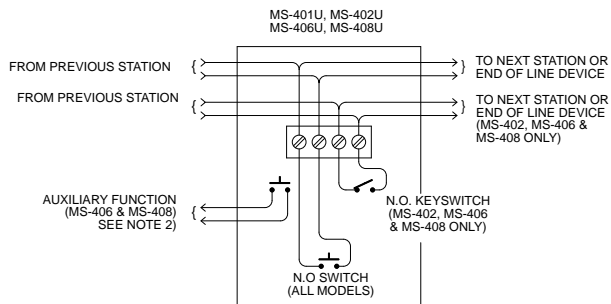 MS-401U, MS-402U
MS-406U, MS-408U
FROM PREVIOUS STATION
TO NEXT STATION OR
END OF LINE DEVICE
FROM PREVIOUS STATION
TO NEXT STATION OR
END OF LINE DEVICE
(MS-402, MS-406 &
MS-408 ONLY)
AUXILIARY FUNCTION
(MS-406 & MS-408)
SEE NOTE 2)
N.O. KEYSWITCH
(MS-402, MS-406
& MS-408 ONLY)
N.O SWITCH
(ALL MODELS)